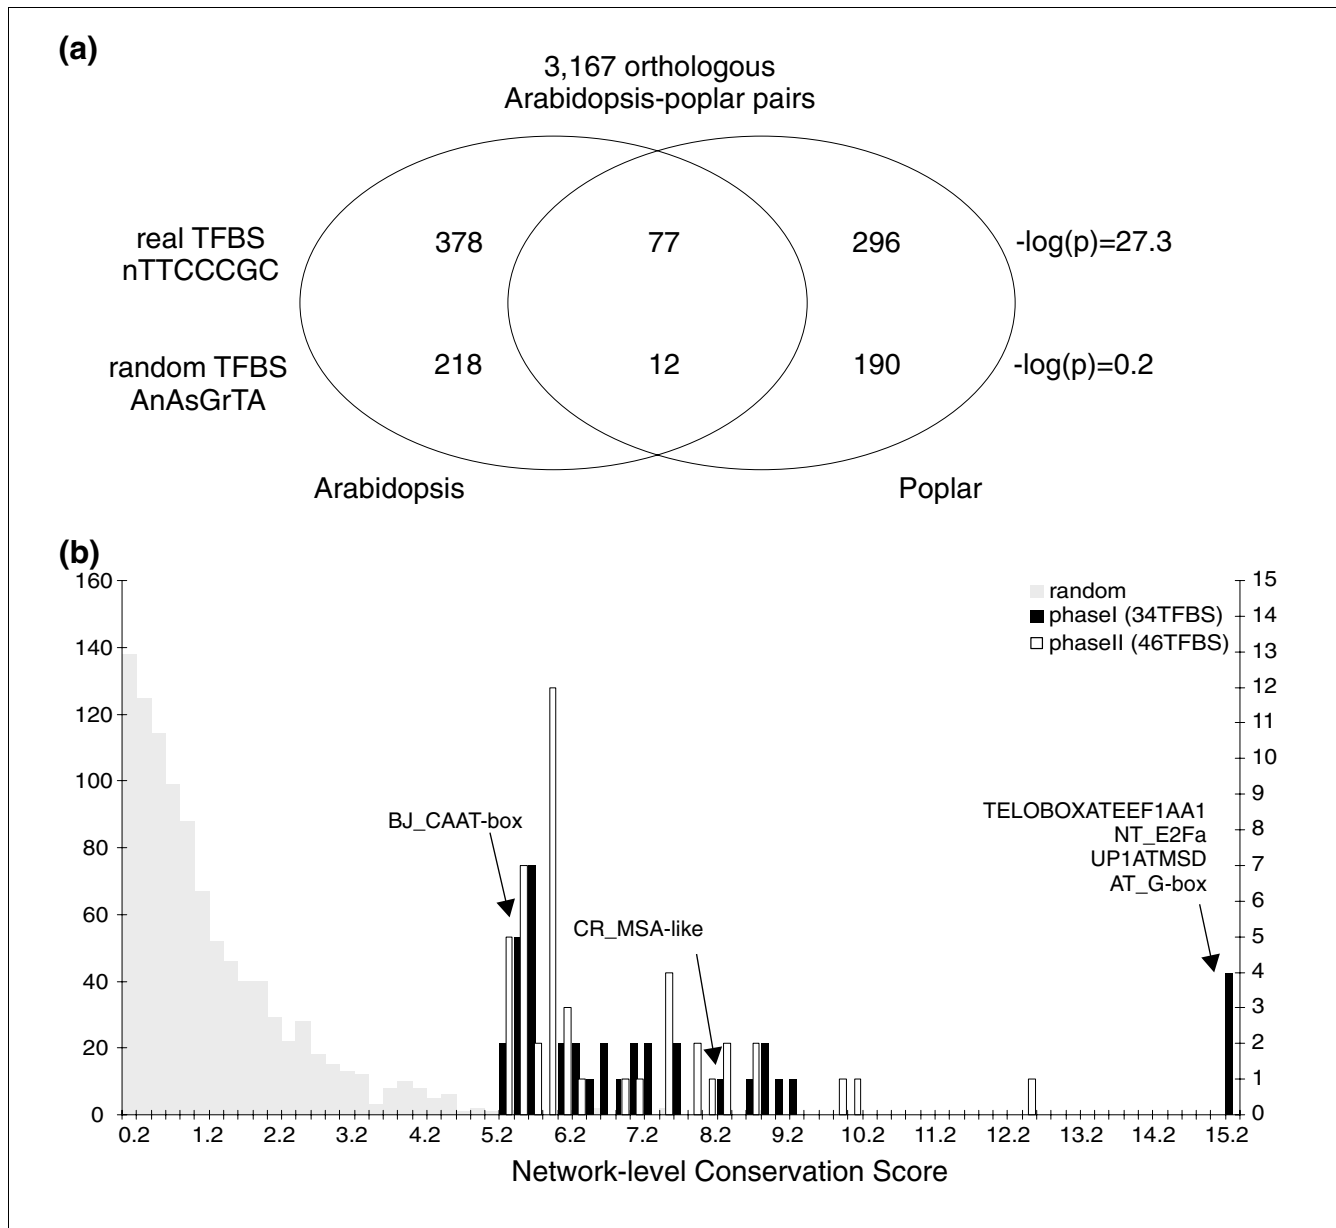 (a)
3,167 orthologous
Arabidopsis-poplar pairs
real TFBS
nTTCCCGC
378
77
296
-log(p)=27.3
random TFBS
AnAsGrTA
218
12
190
-log(p)=0.2
Arabidopsis
Poplar
(b)
160
140
120
100
80
60
40
20
0
15
14
13
12
11
10
9
8
7
6
5
4
3
2
1
0
random
phaseI (34TFBS)
phaseII (46TFBS)
BJ_CAAT-box
CR_MSA-like
TELOBOXATEEF1AA1
NT_E2Fa
UP1ATMSD
AT_G-box
0.2 1.2 2.2 3.2 4.2 5.2 6.2 7.2 8.2 9.2 10.2 11.2 12.2 13.2 14.2 15.2
Network-level Conservation Score